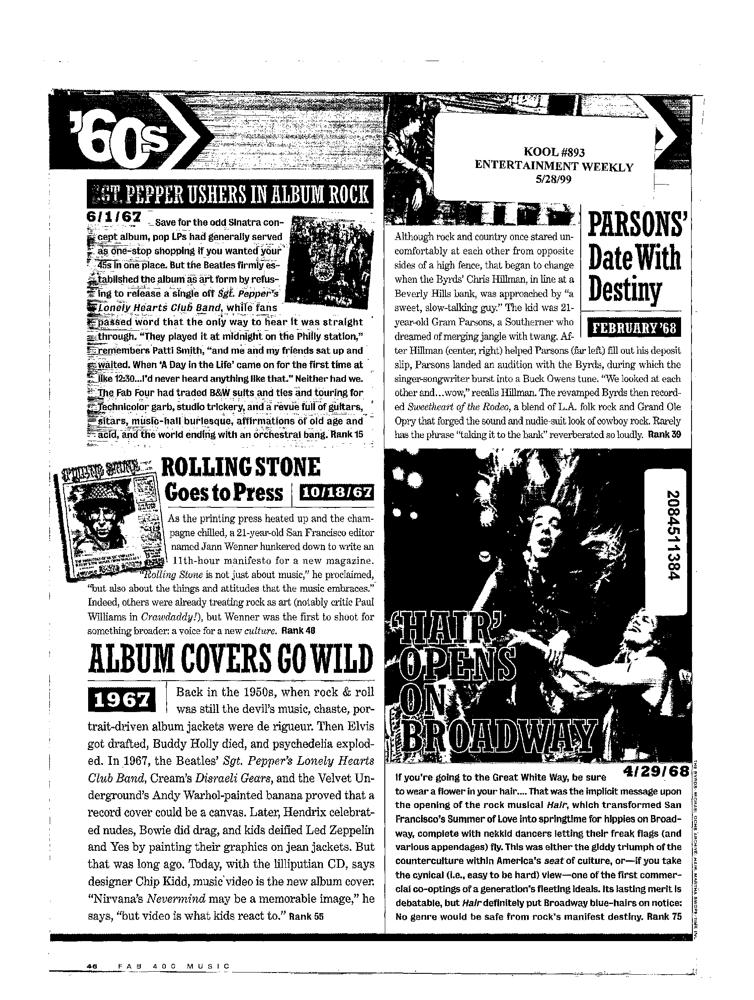 '60s
SGT. PEPPER USHERS IN ALBUM ROCK
6/1/67 Save for the odd Sinatra con-
cept album, pop LPs had generally served
as one-stop shopping if you wanted your
45s in one place. But the Beatles firmly es-
tablished the album as art form by refus-
ing to release a single off Sgt. Pepper's
Lonely Hearts Club Band, while fans
passed word that the only way to hear it was straight
through. "They played it at midnight on the Philly station,"
remembers Patti Smith, "and me and my friends sat up and
waited. When 'A Day in the Life' came on for the first time at
like 12:30...I'd never heard anything like that." Neither had we.
The Fab Four had traded B&W suits and ties and touring for
Technicolor garb, studio trickery, and a revue full of guitars,
sitars, music-hall burlesque, affirmations of old age and
acid, and the world ending with an orchestral bang. Rank 15
ROLLING STONE
Goes to Press 10/18/67
As the printing press heated up and the cham-
pagne chilled, a 21-year-old San Francisco editor
named Jann Wenner hunkered down to write an
11th-hour manifesto for a new magazine.
"Rolling Stone is not just about music," he proclaimed,
"but also about the things and attitudes that the music embraces."
Indeed, others were already treating rock as art (notably critic Paul
Williams in Crawdaddy!), but Wenner was the first to shoot for
something broader: a voice for a new culture. Rank 48
ALBUM COVERS GO WILD
1967 Back in the 1950s, when rock & roll
was still the devil's music, chaste, por-
trait-driven album jackets were de rigueur. Then Elvis
got drafted, Buddy Holly died, and psychedelia explod-
ed. In 1967, the Beatles' Sgt. Pepper's Lonely Hearts
Club Band, Cream's Disraeli Gears, and the Velvet Un-
derground's Andy Warhol-painted banana proved that a
record cover could be a canvas. Later, Hendrix celebrat-
ed nudes, Bowie did drag, and kids deified Led Zeppelin
and Yes by painting their graphics on jean jackets. But
that was long ago. Today, with the lilliputian CD, says
designer Chip Kidd, music video is the new album cover.
"Nirvana's Nevermind may be a memorable image," he
says, "but video is what kids react to." Rank 55
KOOL #893
ENTERTAINMENT WEEKLY
5/28/99
PARSONS'
Date With
Destiny
FEBRUARY '68
Although rock and country once stared un-
comfortably at each other from opposite
sides of a high fence, that began to change
when the Byrds' Chris Hillman, in line at a
Beverly Hills bank, was approached by "a
sweet, slow-talking guy." The kid was 21-
year-old Gram Parsons, a Southerner who
dreamed of merging jangle with twang. Af-
ter Hillman (center, right) helped Parsons (far left) fill out his deposit
slip, Parsons landed an audition with the Byrds, during which the
singer-songwriter burst into a Buck Owens tune. "We looked at each
other and...wow," recalls Hillman. The revamped Byrds then record-
ed Sweetheart of the Rodeo, a blend of L.A. folk rock and Grand Ole
Opry that forged the sound and nudie-suit look of cowboy rock. Rarely
has the phrase "taking it to the bank" reverberated so loudly. Rank 39
2084511384
'HAIR'
OPENS
ON
BROADWAY
4/29/68
If you're going to the Great White Way, be sure
to wear a flower in your hair.... That was the implicit message upon
the opening of the rock musical Hair, which transformed San
Francisco's Summer of Love into springtime for hippies on Broad-
way, complete with nekkid dancers letting their freak flags (and
various appendages) fly. This was either the giddy triumph of the
counterculture within America's seat of culture, or—if you take
the cynical (i.e., easy to be hard) view—one of the first commer-
cial co-optings of a generation's fleeting ideals. Its lasting merit is
debatable, but Hair definitely put Broadway blue-hairs on notice:
No genre would be safe from rock's manifest destiny. Rank 75
46 FAB 400 MUSIC